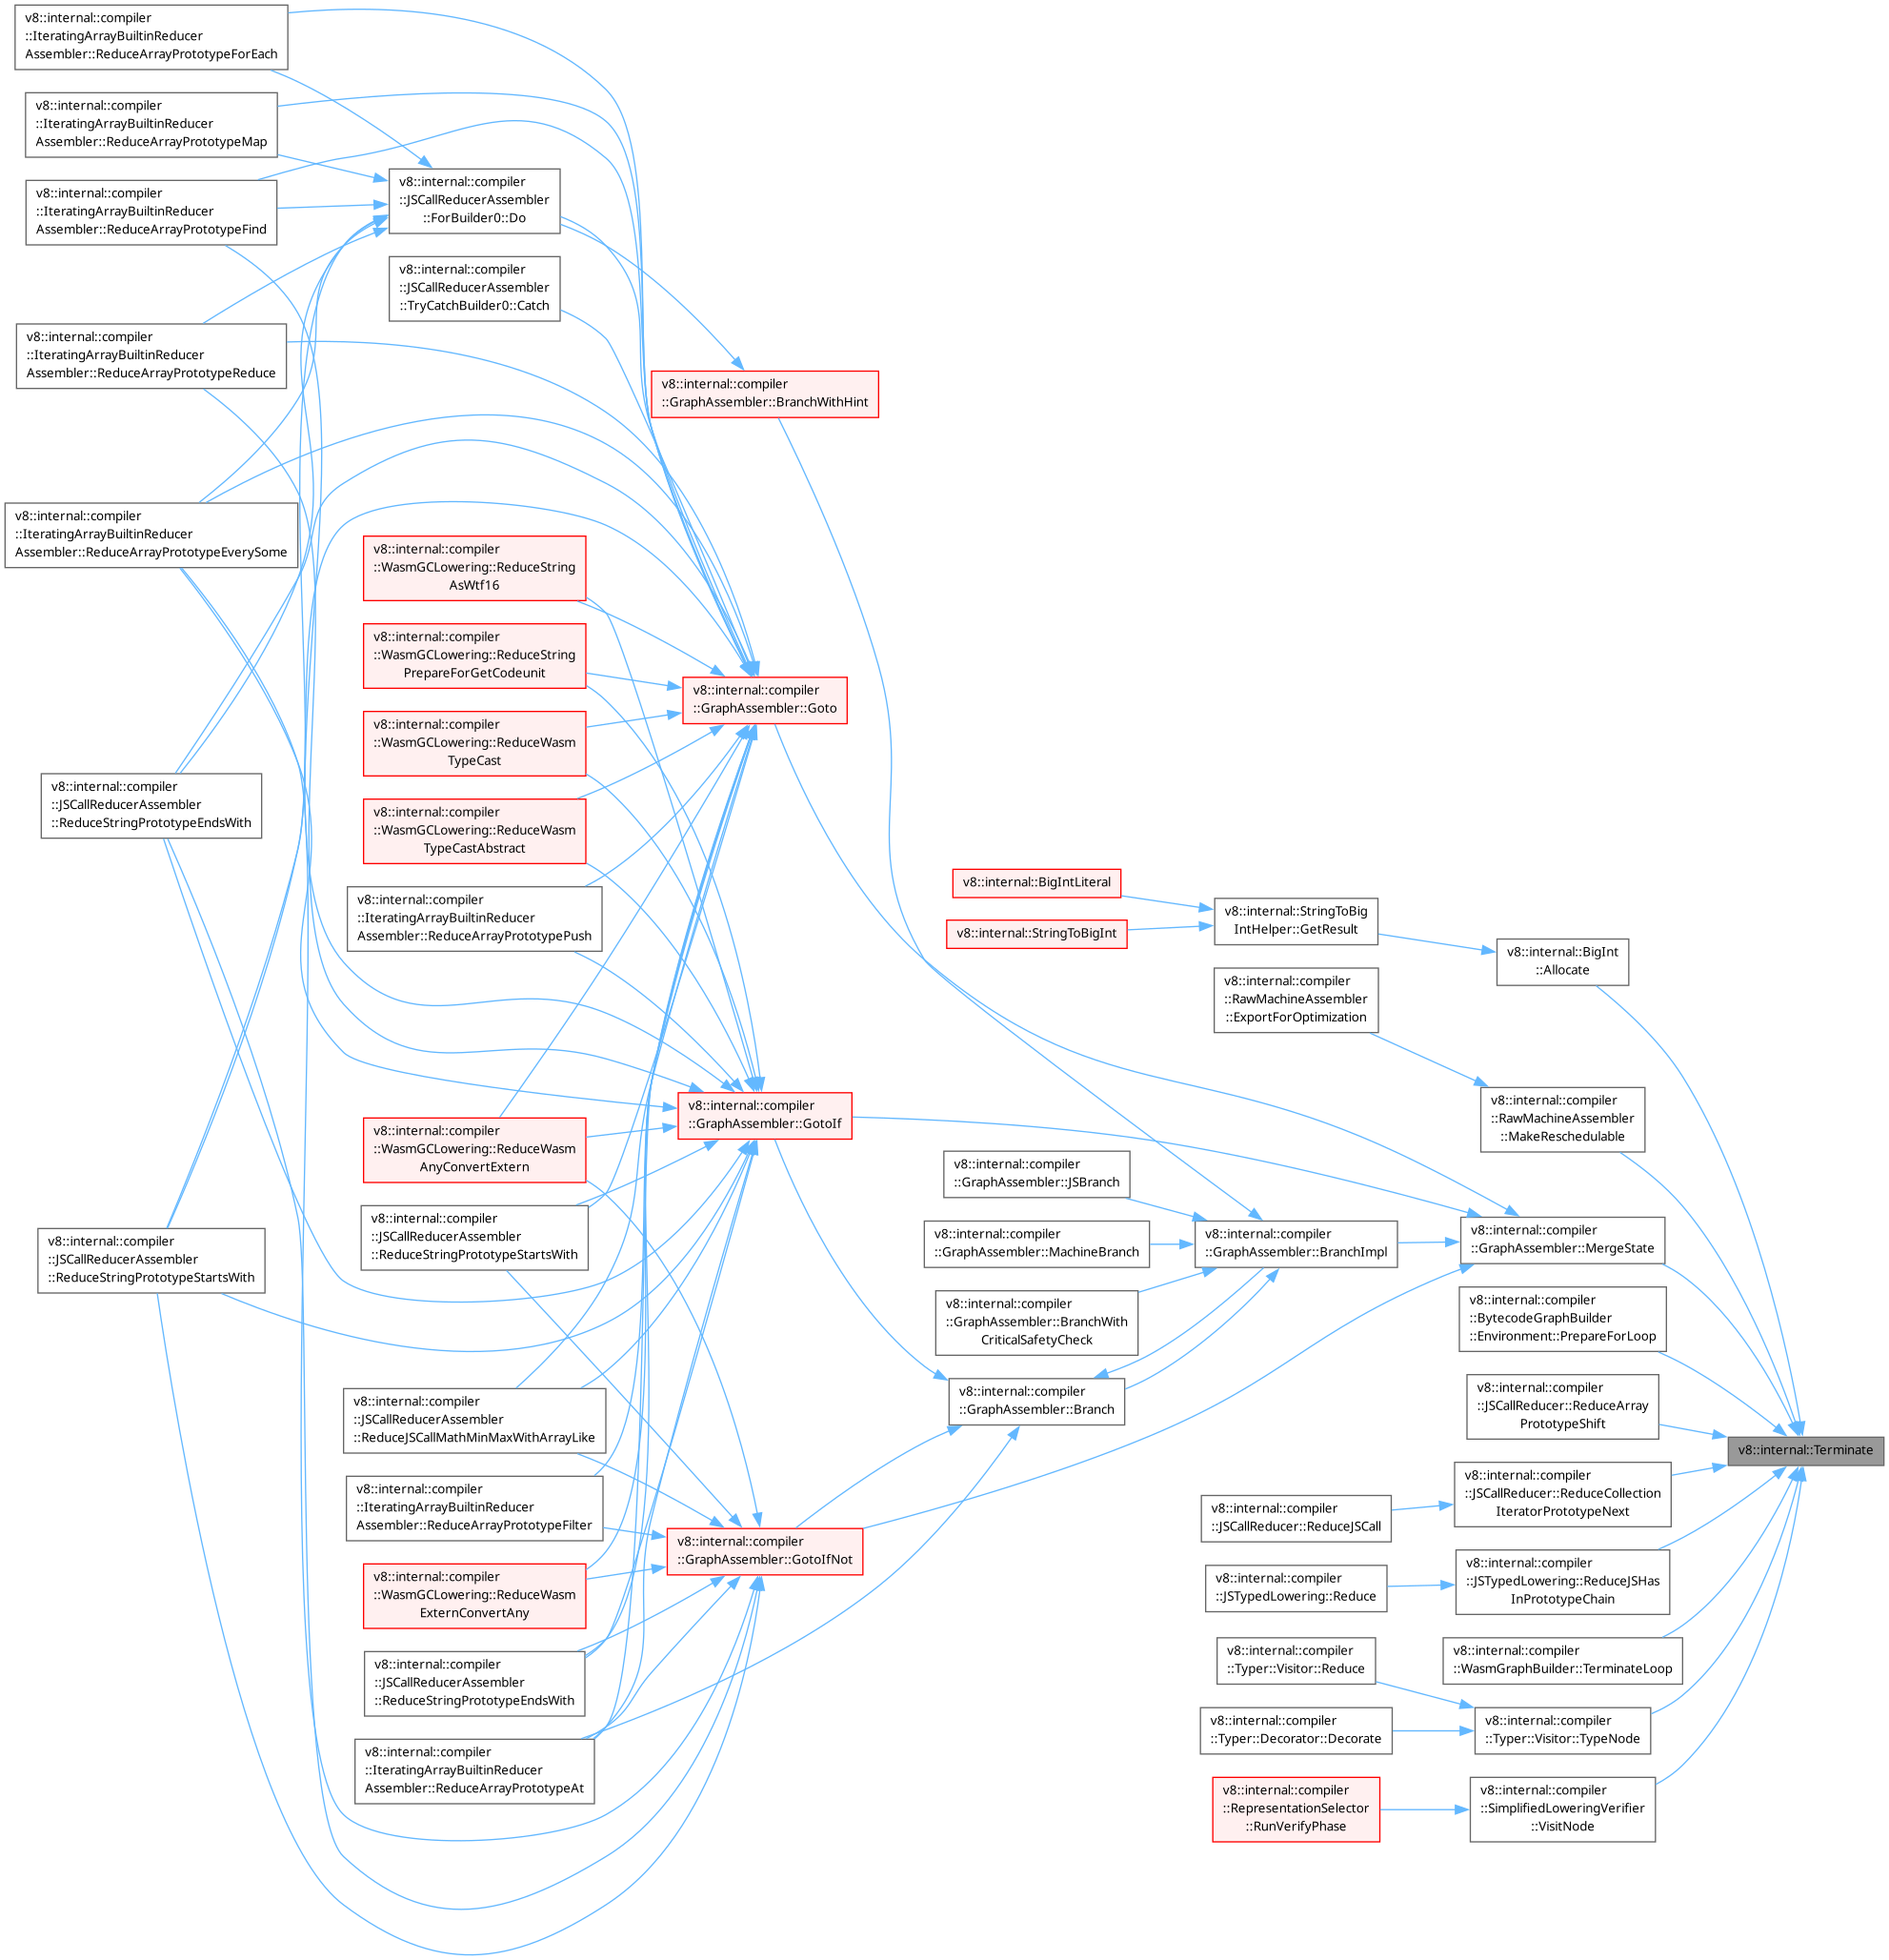 v8::internal::compiler
::IteratingArrayBuiltinReducer
Assembler::ReduceArrayPrototypeForEach
v8::internal::compiler
::IteratingArrayBuiltinReducer
Assembler::ReduceArrayPrototypeMap
v8::internal::compiler
::IteratingArrayBuiltinReducer
Assembler::ReduceArrayPrototypeFind
v8::internal::compiler
::IteratingArrayBuiltinReducer
Assembler::ReduceArrayPrototypeReduce
v8::internal::compiler
::IteratingArrayBuiltinReducer
Assembler::ReduceArrayPrototypeEverySome
v8::internal::compiler
::JSCallReducerAssembler
::ReduceStringPrototypeEndsWith
v8::internal::compiler
::JSCallReducerAssembler
::ReduceStringPrototypeStartsWith
v8::internal::compiler
::JSCallReducerAssembler
::ForBuilder0::Do
v8::internal::compiler
::JSCallReducerAssembler
::TryCatchBuilder0::Catch
v8::internal::compiler
::WasmGCLowering::ReduceString
AsWtf16
v8::internal::compiler
::WasmGCLowering::ReduceString
PrepareForGetCodeunit
v8::internal::compiler
::WasmGCLowering::ReduceWasm
TypeCast
v8::internal::compiler
::WasmGCLowering::ReduceWasm
TypeCastAbstract
v8::internal::compiler
::IteratingArrayBuiltinReducer
Assembler::ReduceArrayPrototypePush
v8::internal::compiler
::WasmGCLowering::ReduceWasm
AnyConvertExtern
v8::internal::compiler
::JSCallReducerAssembler
::ReduceStringPrototypeStartsWith
v8::internal::compiler
::JSCallReducerAssembler
::ReduceJSCallMathMinMaxWithArrayLike
v8::internal::compiler
::IteratingArrayBuiltinReducer
Assembler::ReduceArrayPrototypeFilter
v8::internal::compiler
::WasmGCLowering::ReduceWasm
ExternConvertAny
v8::internal::compiler
::JSCallReducerAssembler
::ReduceStringPrototypeEndsWith
v8::internal::compiler
::IteratingArrayBuiltinReducer
Assembler::ReduceArrayPrototypeAt
v8::internal::compiler
::GraphAssembler::BranchWithHint
v8::internal::compiler
::GraphAssembler::Goto
v8::internal::compiler
::GraphAssembler::GotoIf
v8::internal::compiler
::GraphAssembler::GotoIfNot
v8::internal::BigIntLiteral
v8::internal::StringToBigInt
v8::internal::compiler
::GraphAssembler::JSBranch
v8::internal::compiler
::GraphAssembler::MachineBranch
v8::internal::compiler
::GraphAssembler::BranchWith
CriticalSafetyCheck
v8::internal::compiler
::GraphAssembler::Branch
v8::internal::StringToBig
IntHelper::GetResult
v8::internal::compiler
::RawMachineAssembler
::ExportForOptimization
v8::internal::compiler
::GraphAssembler::BranchImpl
v8::internal::compiler
::JSCallReducer::ReduceJSCall
v8::internal::compiler
::JSTypedLowering::Reduce
v8::internal::compiler
::Typer::Visitor::Reduce
v8::internal::compiler
::Typer::Decorator::Decorate
v8::internal::compiler
::RepresentationSelector
::RunVerifyPhase
v8::internal::BigInt
::Allocate
v8::internal::compiler
::RawMachineAssembler
::MakeReschedulable
v8::internal::compiler
::GraphAssembler::MergeState
v8::internal::compiler
::BytecodeGraphBuilder
::Environment::PrepareForLoop
v8::internal::compiler
::JSCallReducer::ReduceArray
PrototypeShift
v8::internal::compiler
::JSCallReducer::ReduceCollection
IteratorPrototypeNext
v8::internal::compiler
::JSTypedLowering::ReduceJSHas
InPrototypeChain
v8::internal::compiler
::WasmGraphBuilder::TerminateLoop
v8::internal::compiler
::Typer::Visitor::TypeNode
v8::internal::compiler
::SimplifiedLoweringVerifier
::VisitNode
v8::internal::Terminate